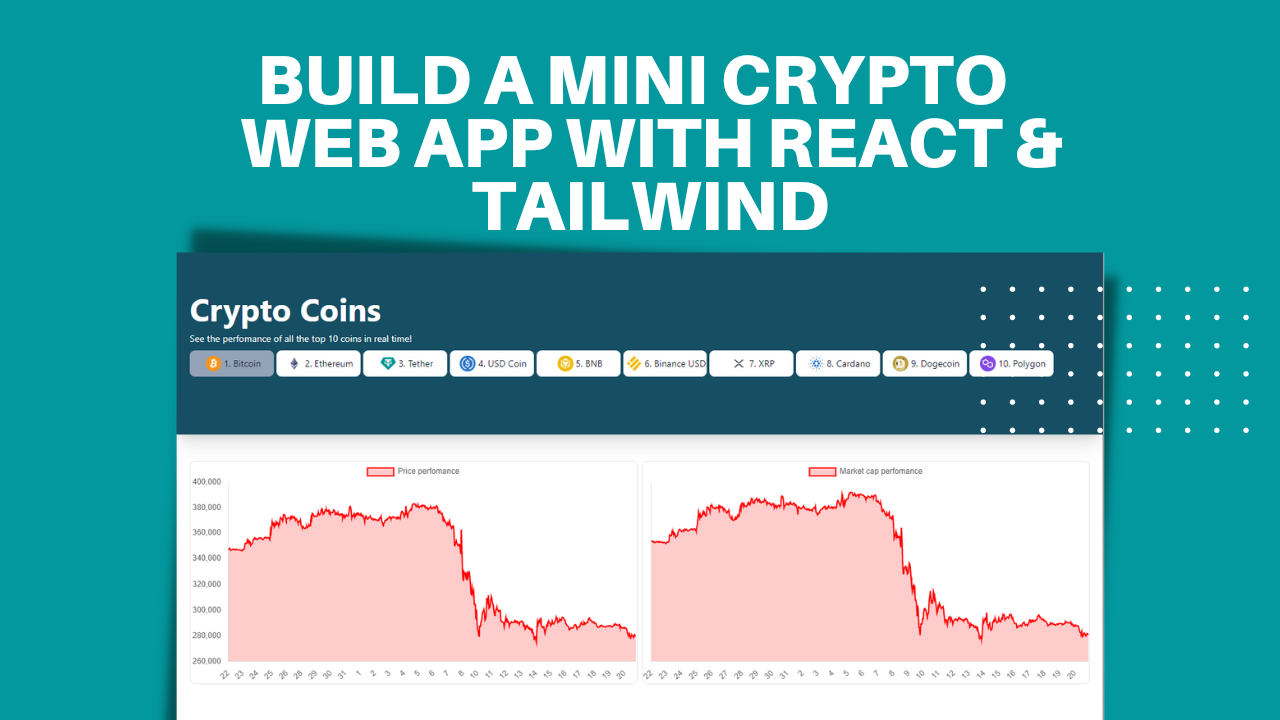 BUILD A MINI CRYPTO
WEB APP WITH REACT &
TAILWIND
Crypto Coins
See the perfomance of all the top 10 coins in real time!
1. Bitcoin 2. Ethereum 3. Tether 4. USD Coin 5. BNB 6. Binance USD 7. XRP 8. Cardano 9. Dogecoin 10. Polygon
Price perfomance
400,000
380,000
360,000
340,000
320,000
300,000
280,000
260,000
22 23 24 25 26 27 28 29 30 31 1 2 3 4 5 6 7 8 10 11 12 13 14 15 16 17 18 19 20
Market cap perfomance
22 23 24 25 26 27 28 29 30 31 2 3 4 5 6 7 8 9 10 11 12 13 14 15 16 17 18 19 20